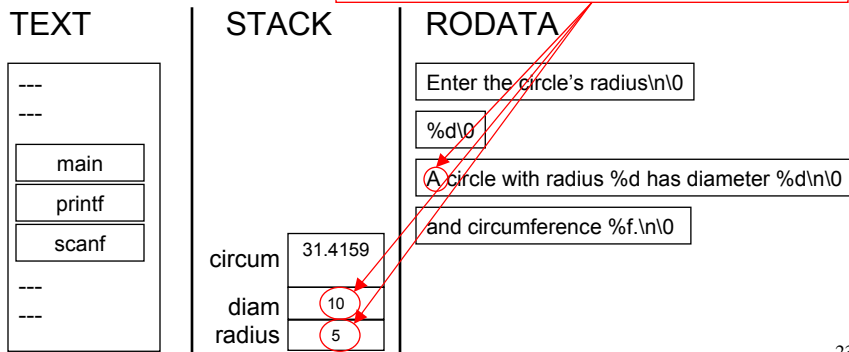 TEXT
STACK
RODATA
---
---
main
printf
scanf
---
---
circum
31.4159
diam
10
radius
5
Enter the circle’s radius\n\0
%d\0
A circle with radius %d has diameter %d\n\0
and circumference %f.\n\0